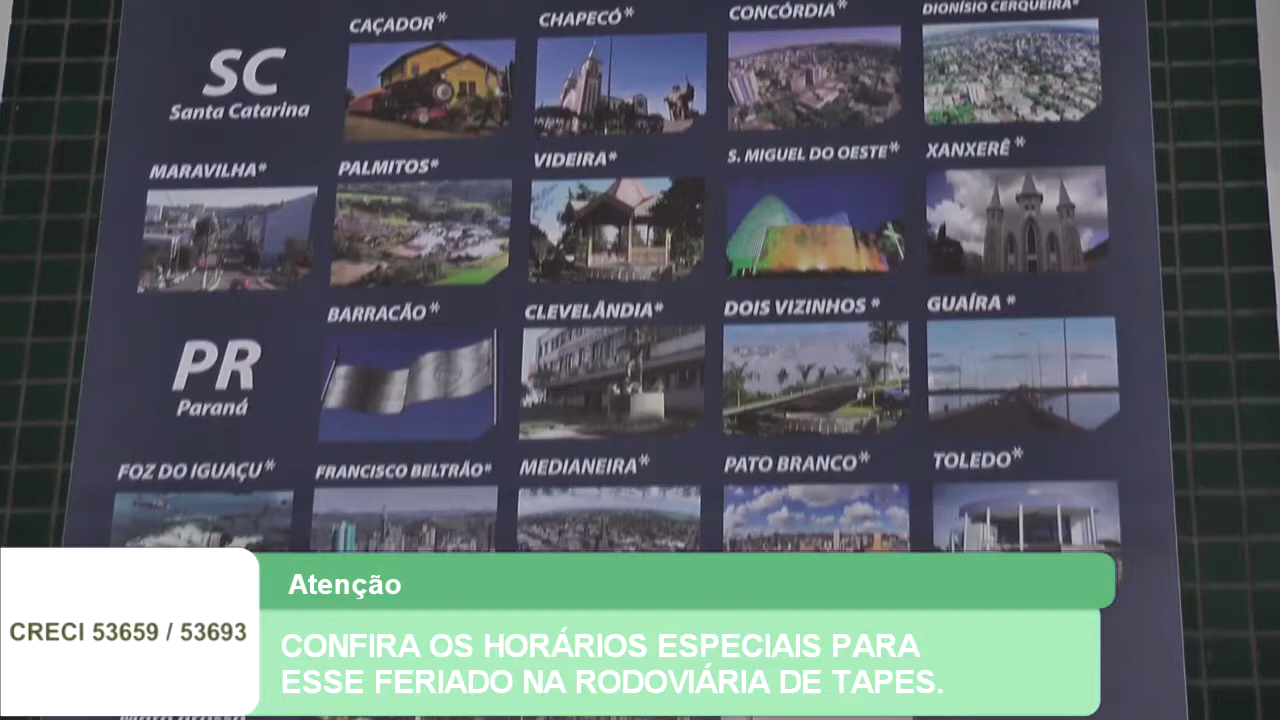 CAÇADOR*
CHAPECÓ*
CONCÓRDIA*
DIONÍSIO CERQUEIRA*
SC
Santa Catarina
MARAVILHA*
PALMITOS*
VIDEIRA*
S. MIGUEL DO OESTE*
XANXERÊ *
BARRACÃO*
CLEVELÂNDIA*
DOIS VIZINHOS *
GUAÍRA *
PR
Paraná
FOZ DO IGUAÇU*
FRANCISCO BELTRÃO*
MEDIANEIRA*
PATO BRANCO*
TOLEDO*
Atenção
CRECI 53659 / 53693
CONFIRA OS HORÁRIOS ESPECIAIS PARA
ESSE FERIADO NA RODOVIÁRIA DE TAPES.